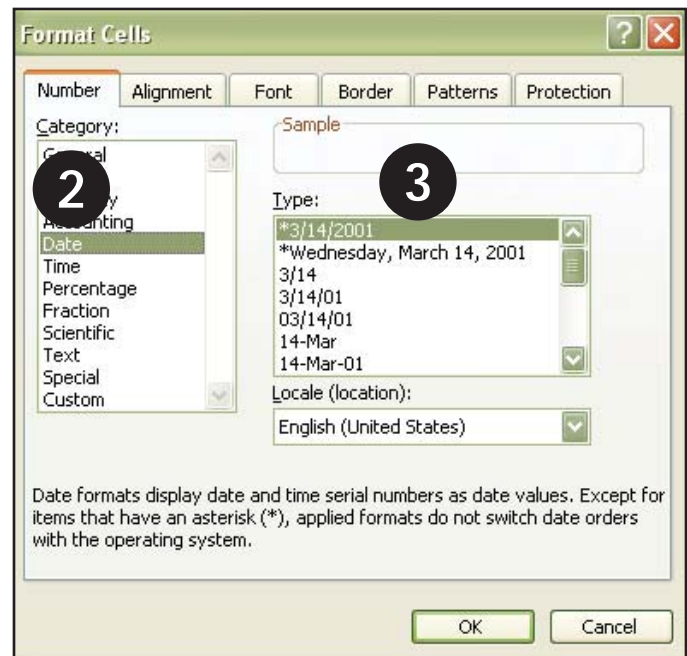 Format Cells
Number
Alignment
Font
Border
Patterns
Protection
Category:
General
2
Accounting
Date
Time
Percentage
Fraction
Scientific
Text
Special
Custom
Sample
3
Type:
*3/14/2001
*Wednesday, March 14, 2001
3/14
3/14/01
03/14/01
14-Mar
14-Mar-01
Locale (location):
English (United States)
Date formats display date and time serial numbers as date values. Except for
items that have an asterisk (*), applied formats do not switch date orders
with the operating system.
OK
Cancel